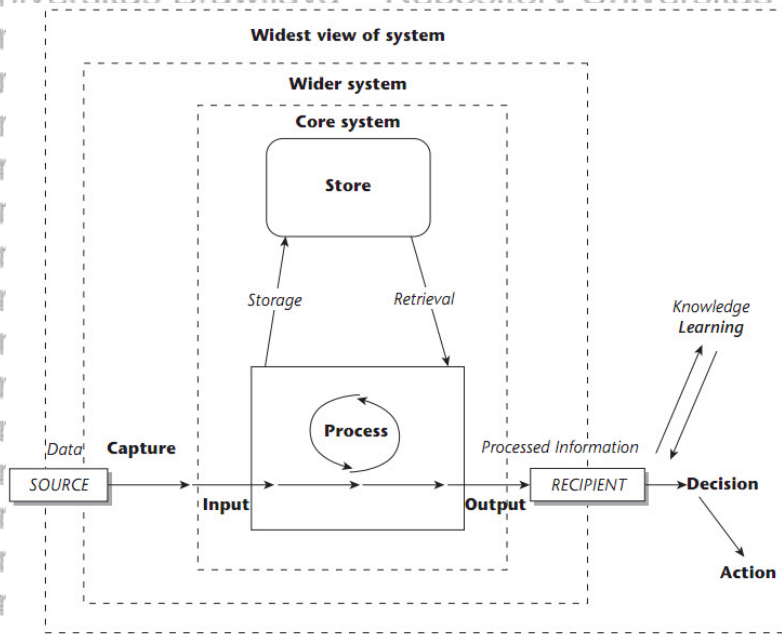 Widest view of system
Wider system
Core system
Store
Storage
Retrieval
Knowledge
Learning
Process
Data
Capture
Processed Information
SOURCE
RECIPIENT
Decision
Input
Output
Action